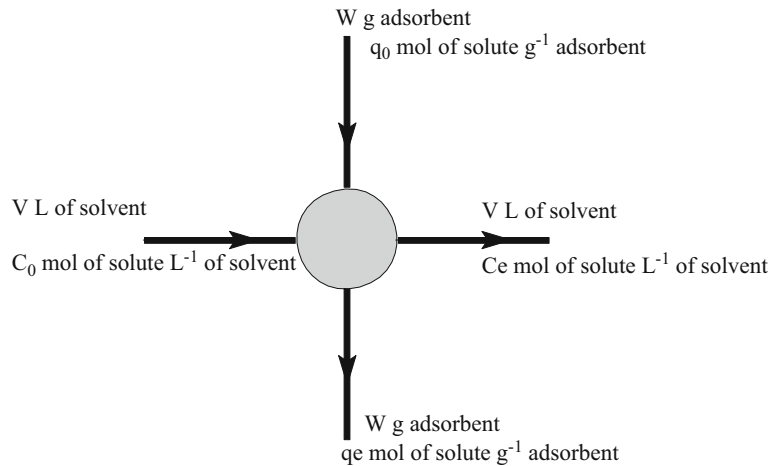 W g adsorbent
q₀ mol of solute g⁻¹ adsorbent
V L of solvent
C₀ mol of solute L⁻¹ of solvent
V L of solvent
Ce mol of solute L⁻¹ of solvent
W g adsorbent
qe mol of solute g⁻¹ adsorbent